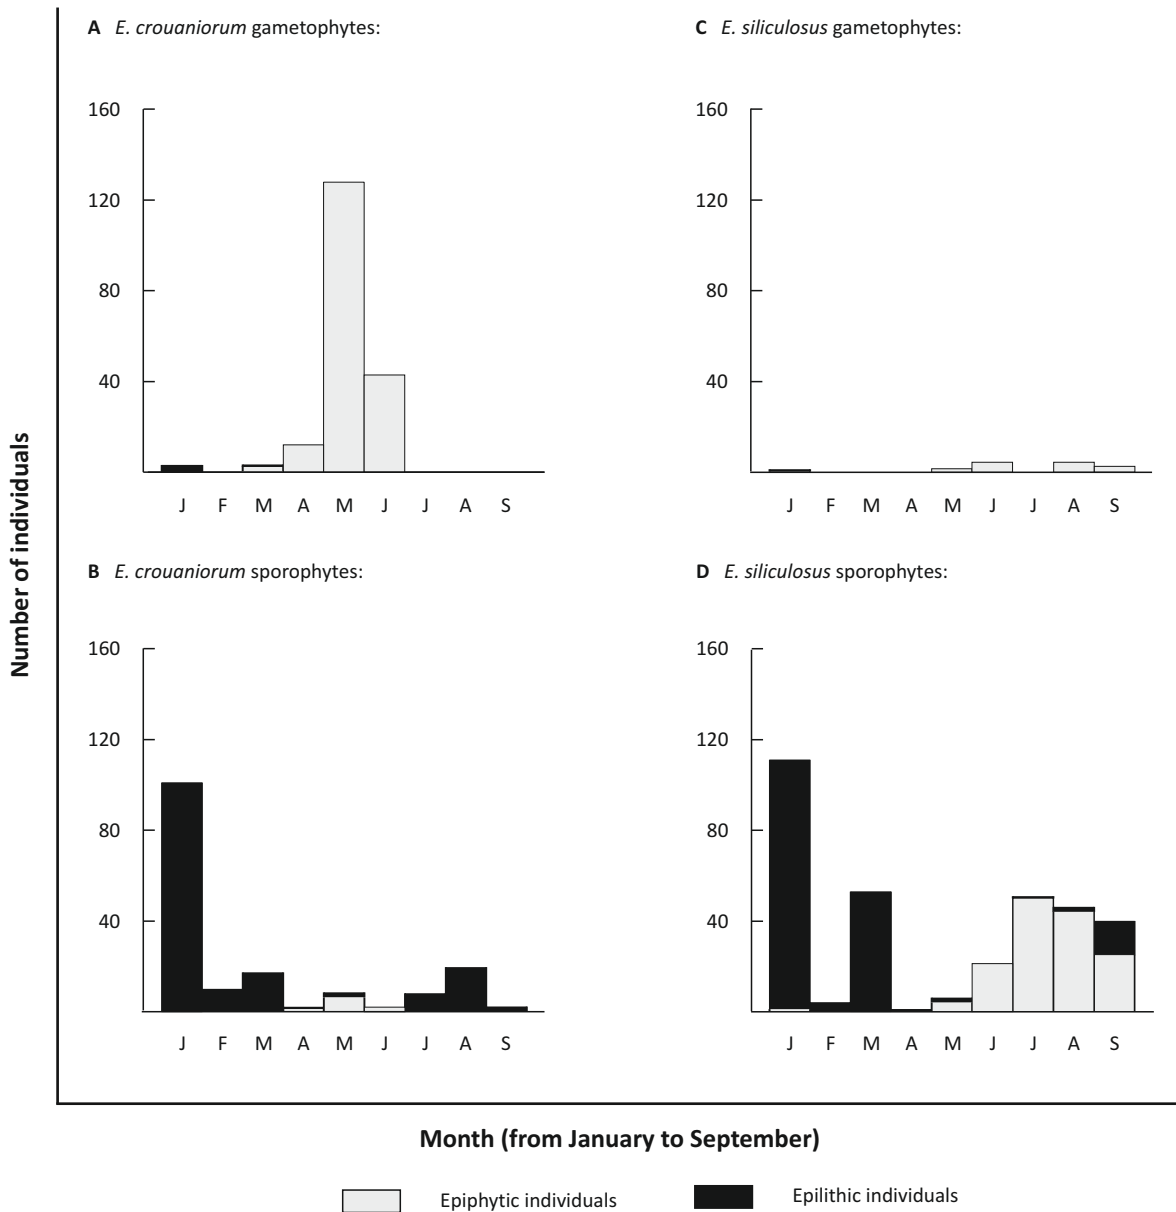 A E. crouaniorum gametophytes:
160
120
80
40
J F M A M J J A S
C E. siliculosus gametophytes:
160
120
80
40
J F M A M J J A S
B E. crouaniorum sporophytes:
160
120
80
40
J F M A M J J A S
D E. siliculosus sporophytes:
160
120
80
40
J F M A M J J A S
Number of individuals
Month (from January to September)
Epiphytic individuals
Epilithic individuals